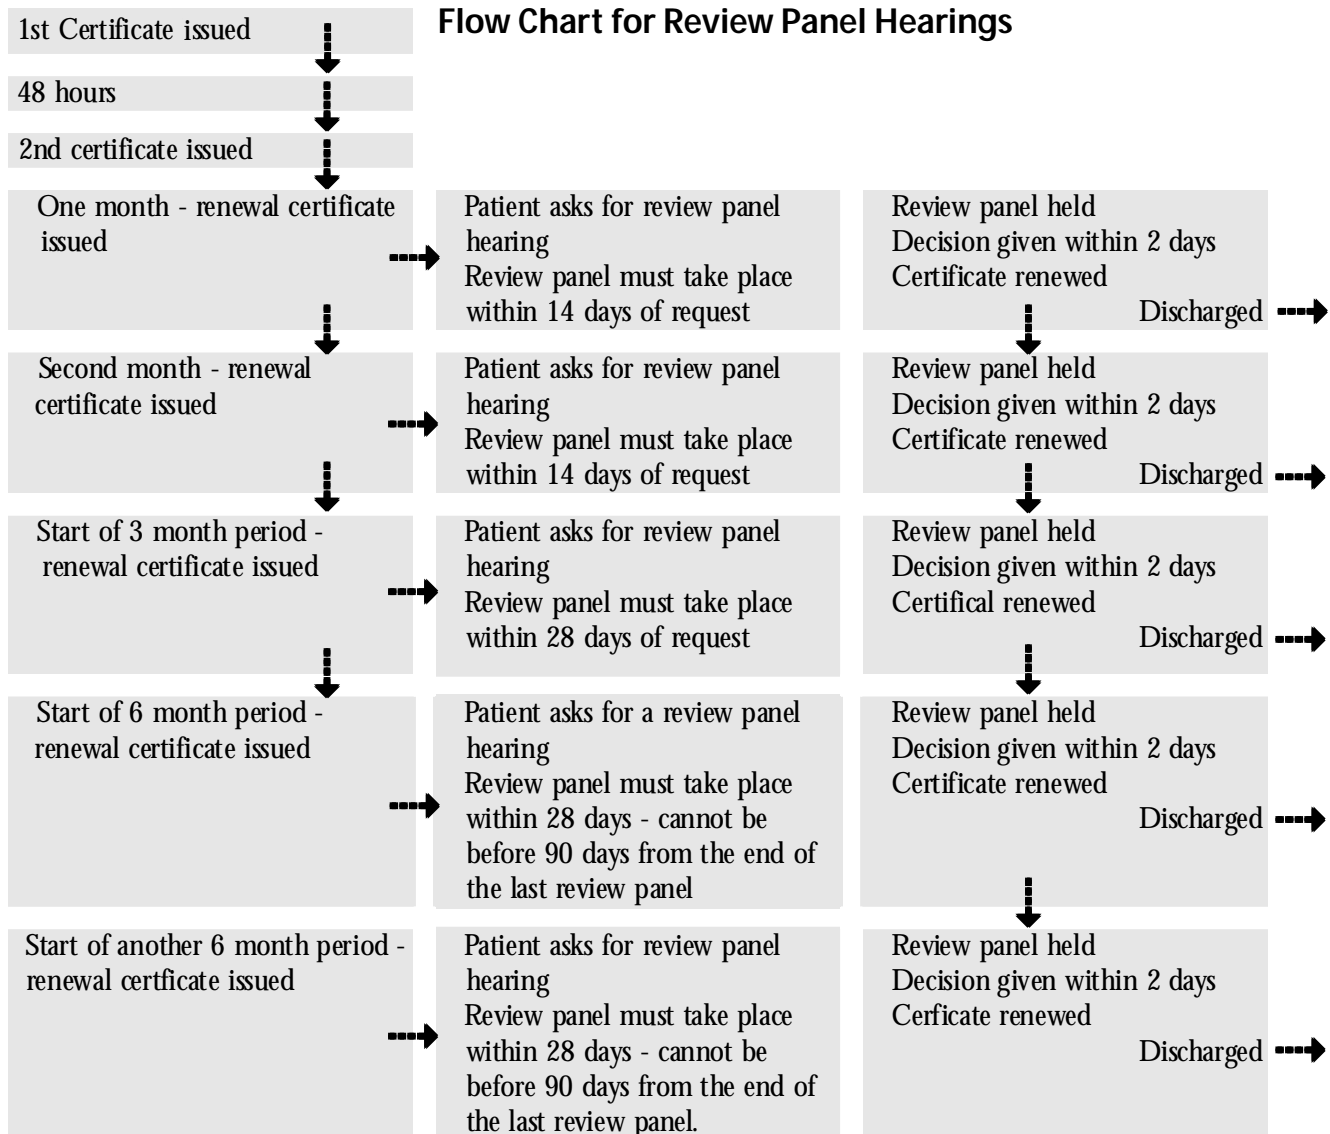 Flow Chart for Review Panel Hearings
1st Certificate issued
48 hours
2nd certificate issued
One month - renewal certificate
issued
Patient asks for review panel
hearing
Review panel must take place
within 14 days of request
Review panel held
Decision given within 2 days
Certificate renewed
Discharged
Second month - renewal
certificate issued
Patient asks for review panel
hearing
Review panel must take place
within 14 days of request
Review panel held
Decision given within 2 days
Certificate renewed
Discharged
Start of 3 month period -
renewal certificate issued
Patient asks for review panel
hearing
Review panel must take place
within 28 days of request
Review panel held
Decision given within 2 days
Certifical renewed
Discharged
Start of 6 month period -
renewal certificate issued
Patient asks for a review panel
hearing
Review panel must take place
within 28 days - cannot be
before 90 days from the end of
the last review panel
Review panel held
Decision given within 2 days
Certificate renewed
Discharged
Start of another 6 month period -
renewal certficate issued
Patient asks for review panel
hearing
Review panel must take place
within 28 days - cannot be
before 90 days from the end of
the last review panel.
Review panel held
Decision given within 2 days
Cerficate renewed
Discharged